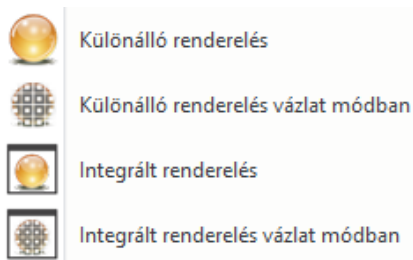 Különálló renderelés
Különálló renderelés vázlat módban
Integrált renderelés
Integrált renderelés vázlat módban